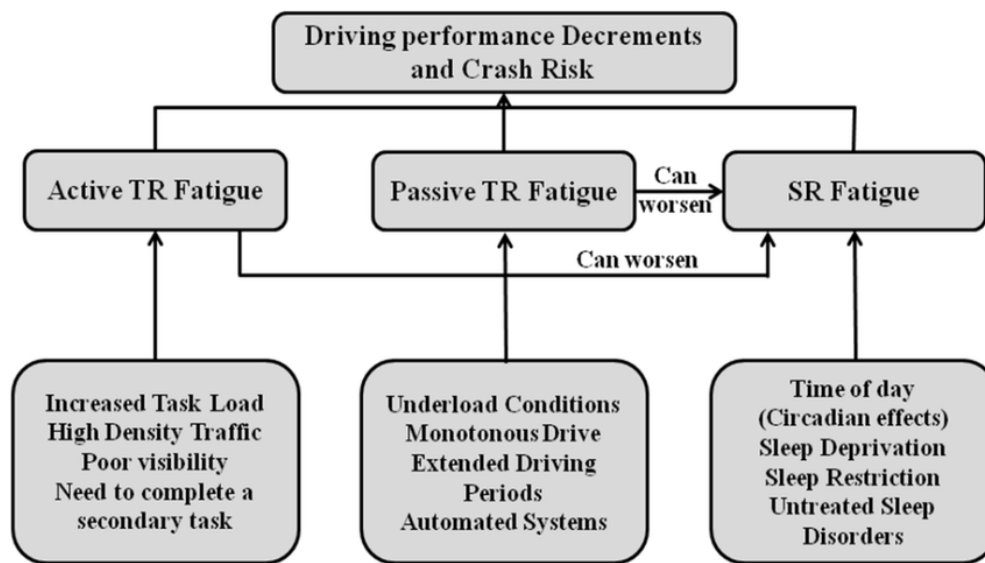 Driving performance Decrements
and Crash Risk
Active TR Fatigue
Passive TR Fatigue
Can
worsen
SR Fatigue
Can worsen
Increased Task Load
High Density Traffic
Poor visibility
Need to complete a
secondary task
Underload Conditions
Monotonous Drive
Extended Driving
Periods
Automated Systems
Time of day
(Circadian effects)
Sleep Deprivation
Sleep Restriction
Untreated Sleep
Disorders